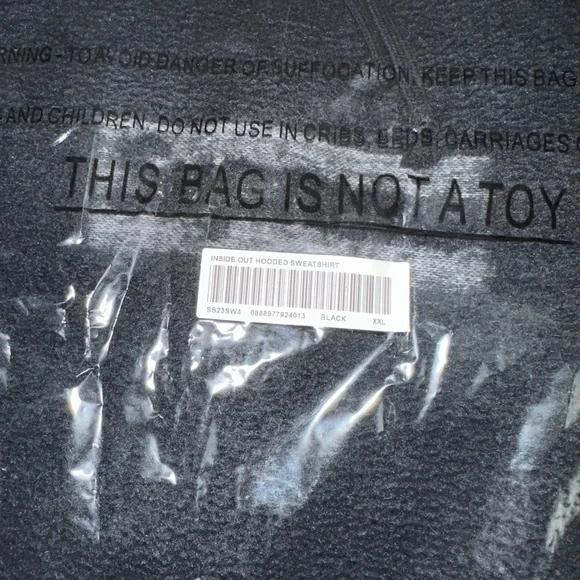 RNING - TO AVOID DANGER OF SUFFOCATION, KEEP THIS BAG
AND CHILDREN. DO NOT USE IN CRIBS, BEDS, CARRIAGES
THIS BAG IS NOT A TOY
INSIDE OUT HOODED SWEATSHIRT
SS23SW4 0888977924013 BLACK XXL